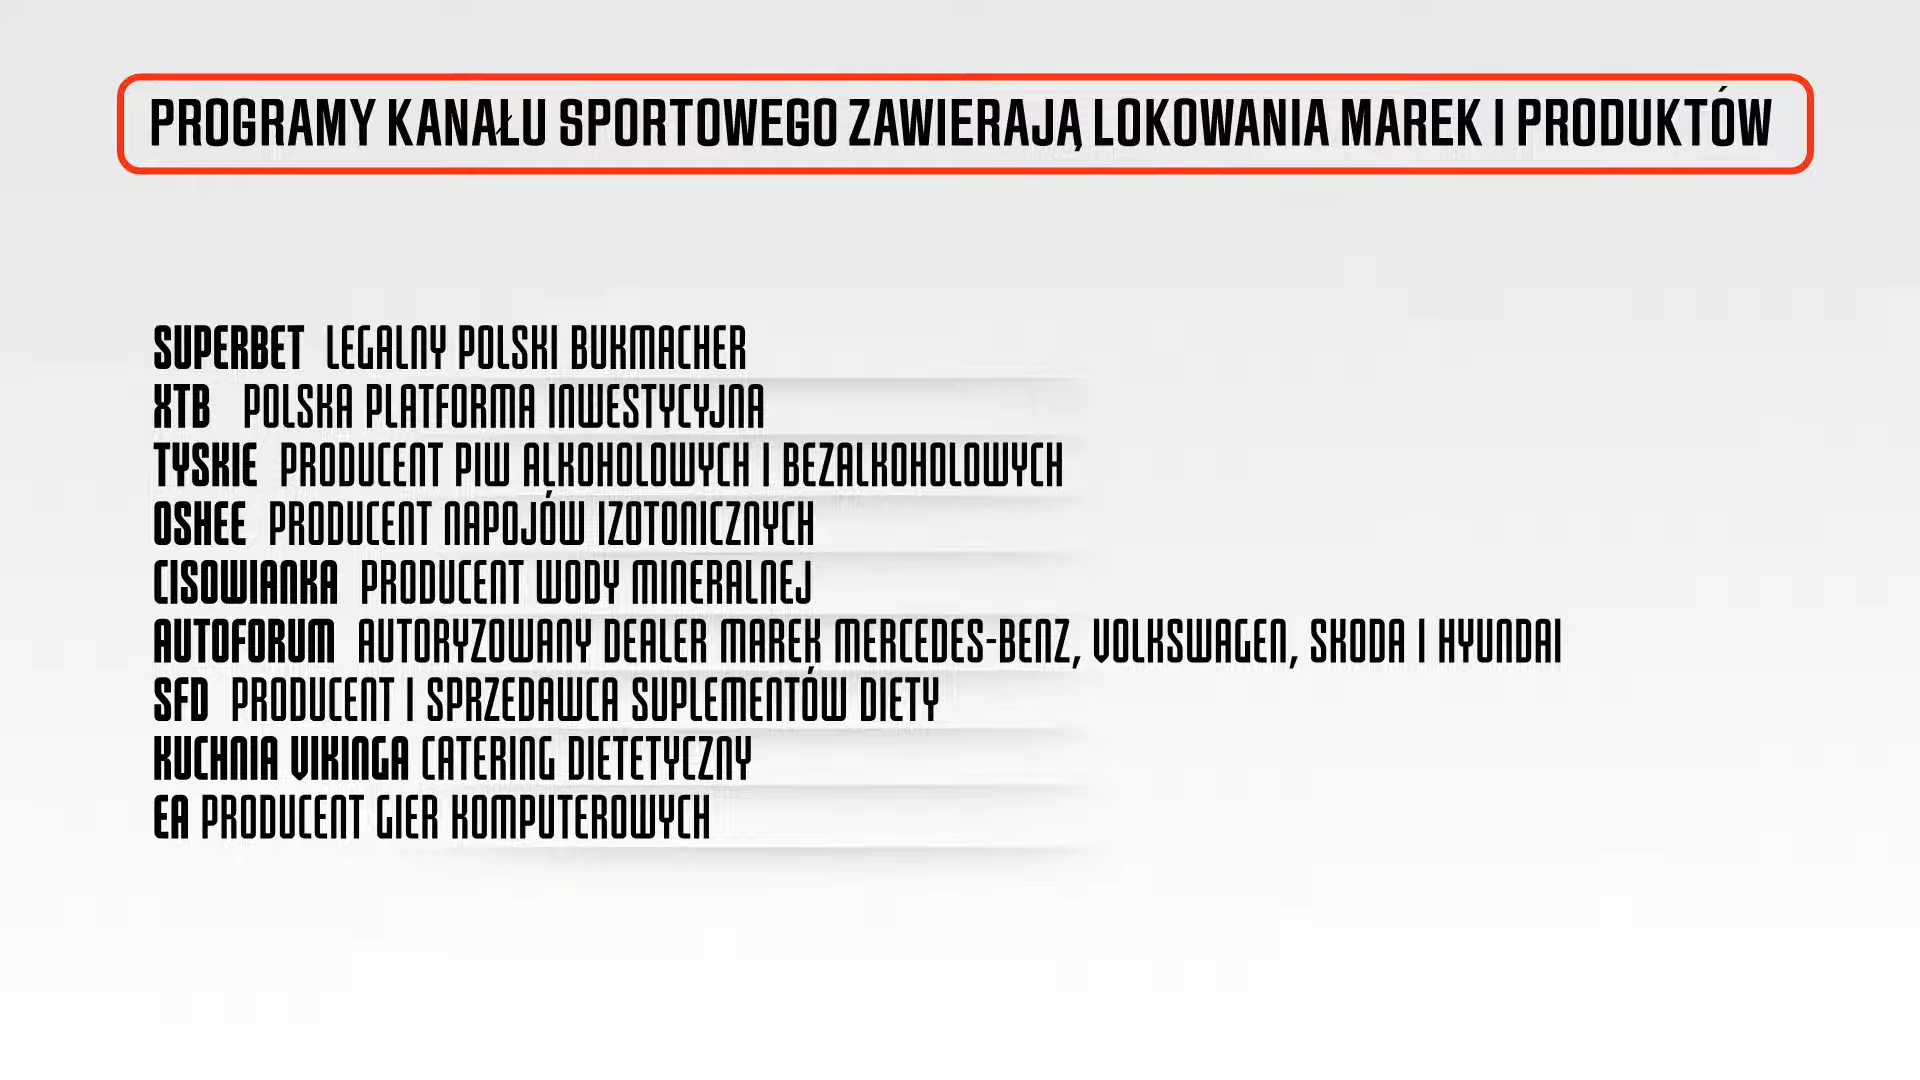 PROGRAMY KANAŁU SPORTOWEGO ZAWIERAJĄ LOKOWANIA MAREK I PRODUKTÓW
SUPERBET LEGALNY POLSKI BUKMACHER
XTB POLSKA PLATFORMA INWESTYCYJNA
TYSKIE PRODUCENT PIW ALKOHOLOWYCH I BEZALKOHOLOWYCH
OSHEE PRODUCENT NAPOJÓW IZOTONICZNYCH
CISOWIANKA PRODUCENT WODY MINERALNEJ
AUTOFORUM AUTORYZOWANY DEALER MAREK MERCEDES-BENZ, VOLKSWAGEN, SKODA I HYUNDAI
SFD PRODUCENT I SPRZEDAWCA SUPLEMENTÓW DIETY
KUCHNIA VIKINGA CATERING DIETETYCZNY
EA PRODUCENT GIER KOMPUTEROWYCH